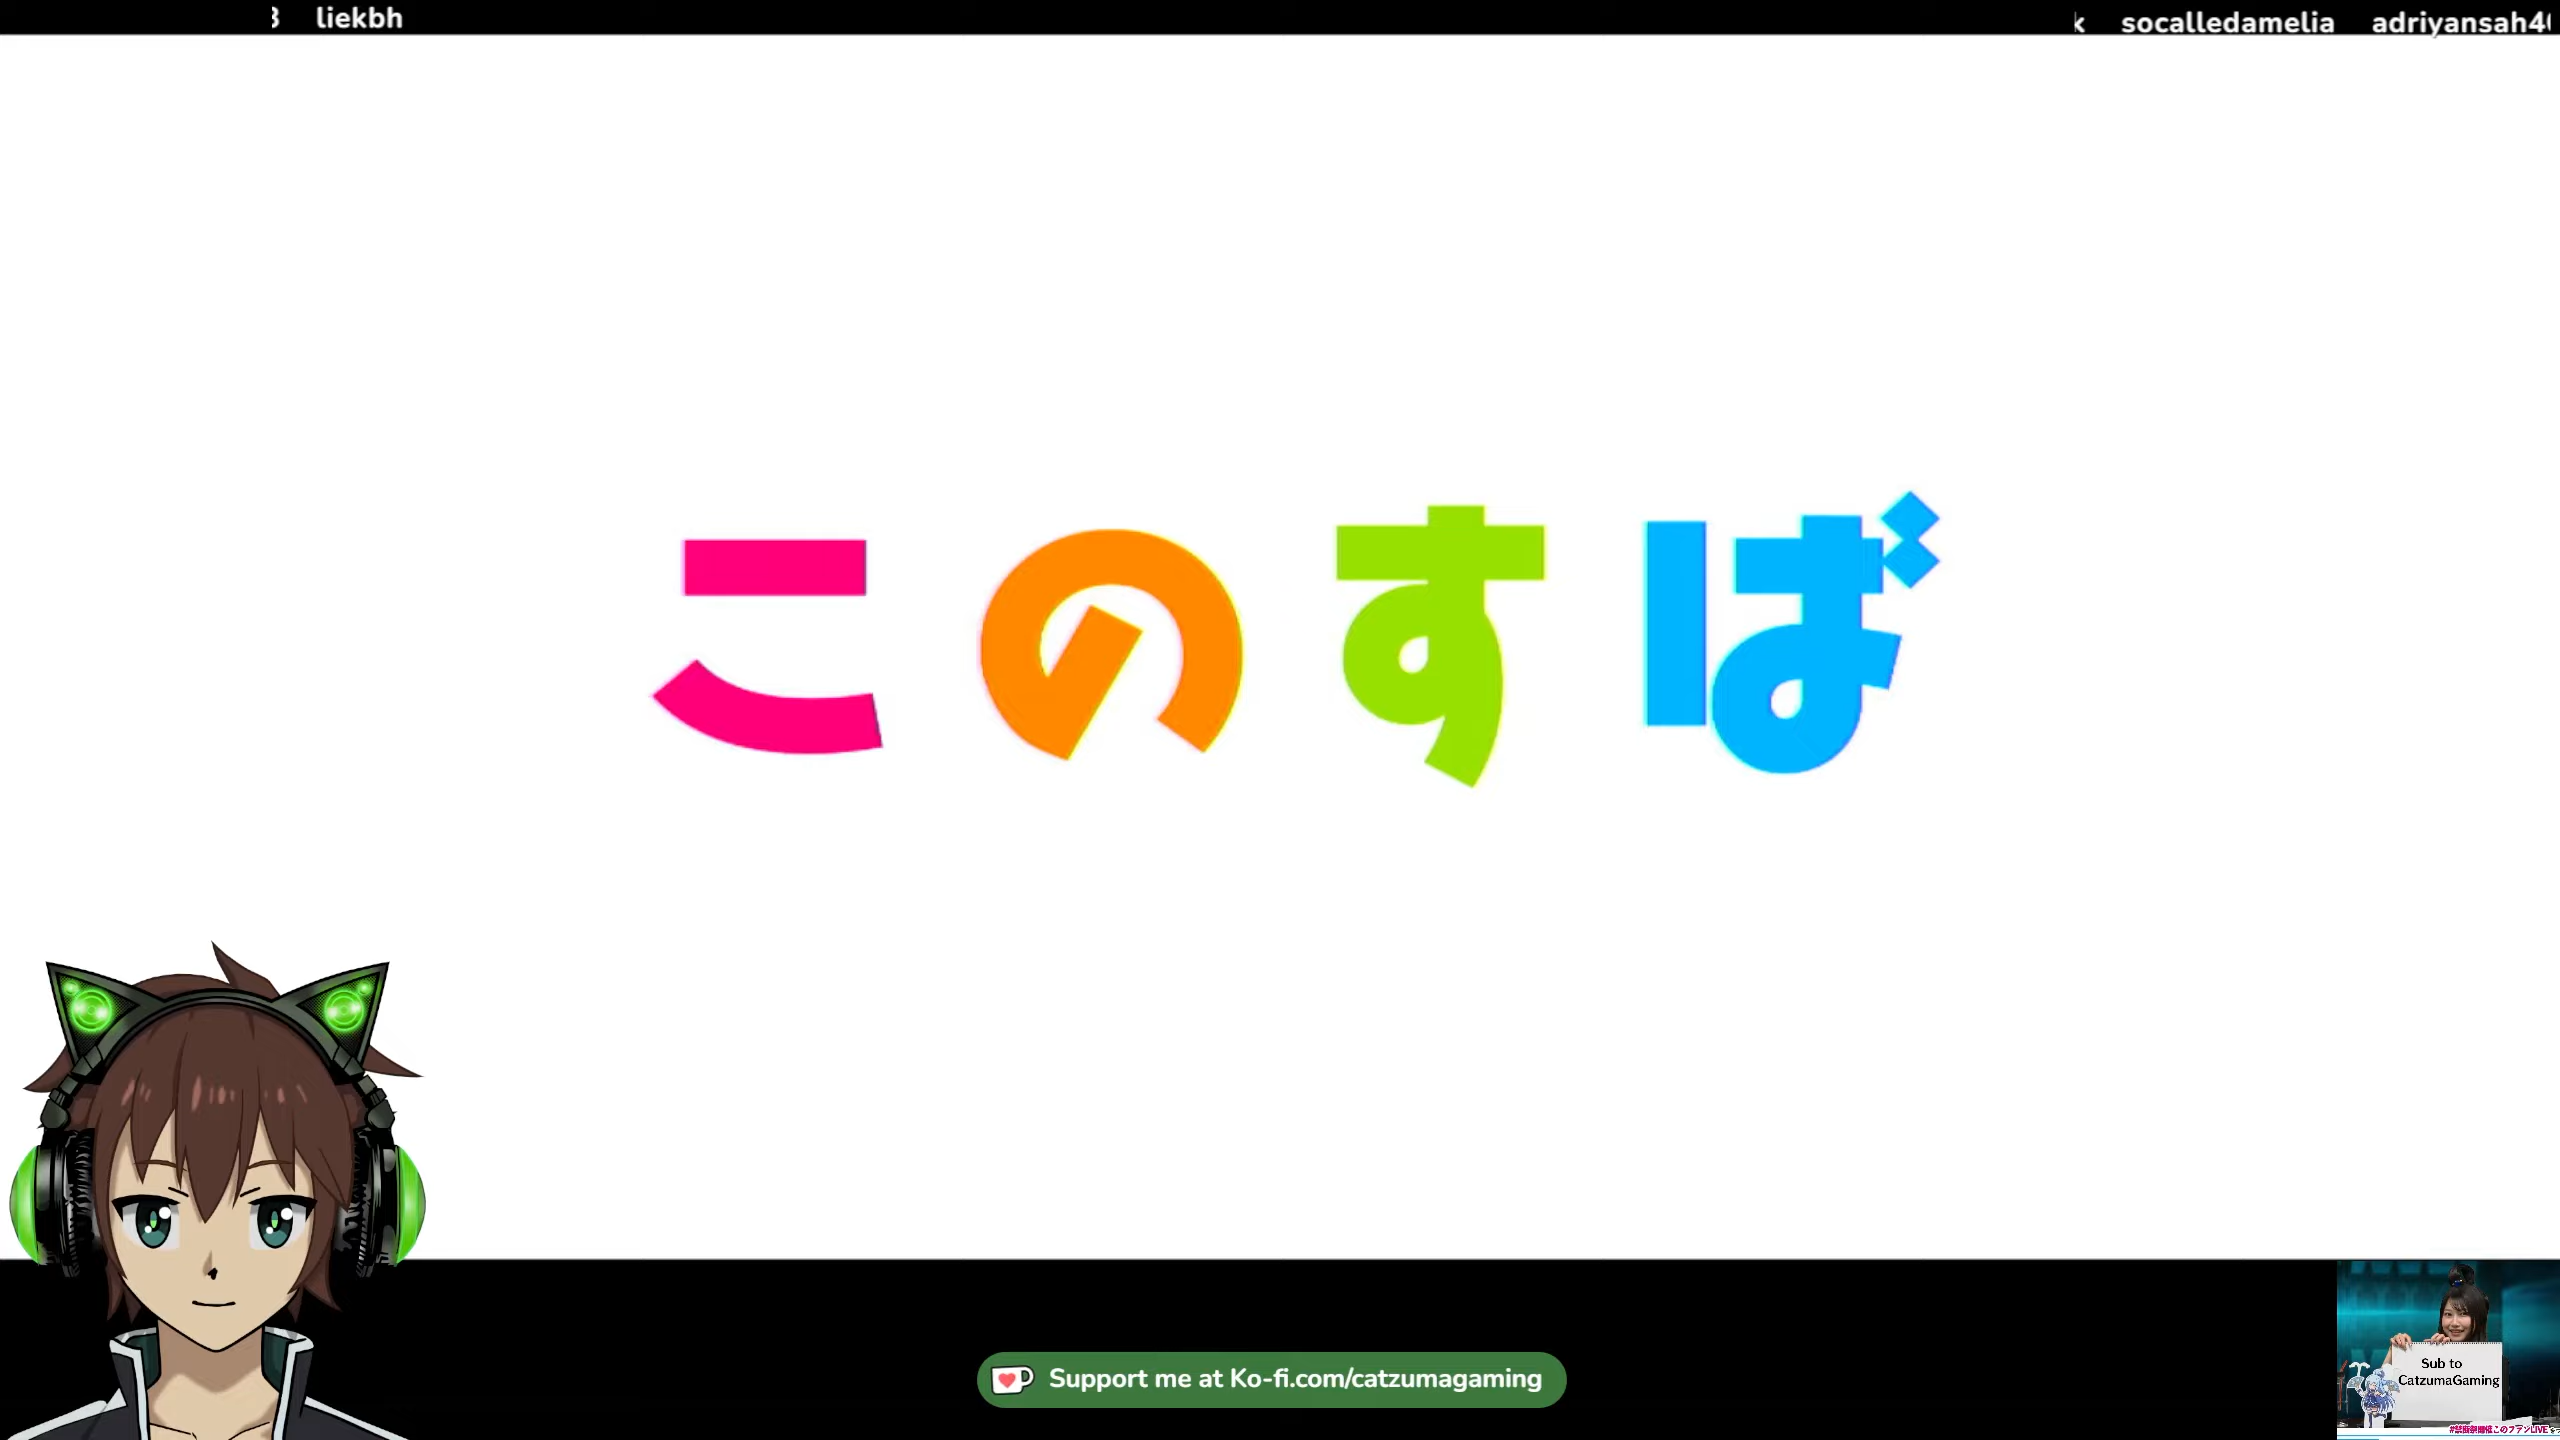 liekbh
socalledamelia
このすば
Support me at Ko-fi.com/catzumagaming
Sub to
CatzumaGaming